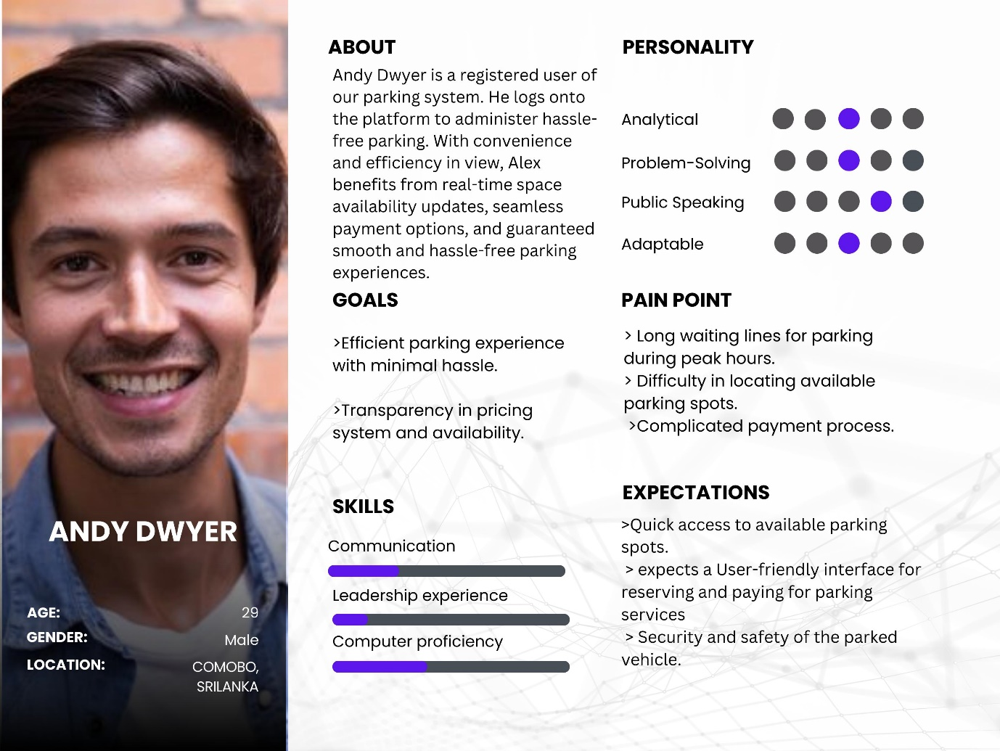 ABOUT
Andy Dwyer is a registered user of
our parking system. He logs onto
the platform to administer hassle-
free parking. With convenience
and efficiency in view, Alex
benefits from real-time space
availability updates, seamless
payment options, and guaranteed
smooth and hassle-free parking
experiences.
GOALS
>Efficient parking experience
with minimal hassle.
>Transparency in pricing
system and availability.
SKILLS
Communication
Leadership experience
Computer proficiency
PERSONALITY
Analytical
Problem-Solving
Public Speaking
Adaptable
PAIN POINT
> Long waiting lines for parking
during peak hours.
> Difficulty in locating available
parking spots.
>Complicated payment process.
EXPECTATIONS
>Quick access to available parking
spots.
> expects a User-friendly interface for
reserving and paying for parking
services
> Security and safety of the parked
vehicle.
ANDY DWYER
AGE: 29
GENDER: Male
LOCATION: COMOBO,
SRILANKA